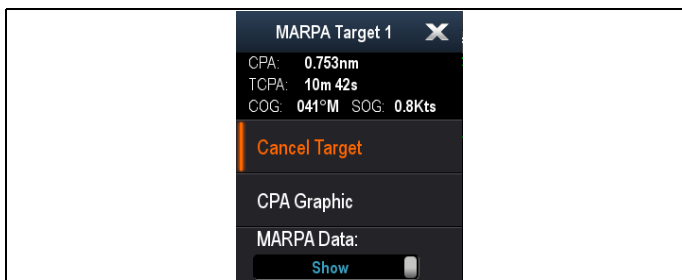 MARPA Target 1
CPA: 0.753nm
TCPA: 10m 42s
COG: 041°M SOG: 0.8Kts
Cancel Target
CPA Graphic
MARPA Data:
Show